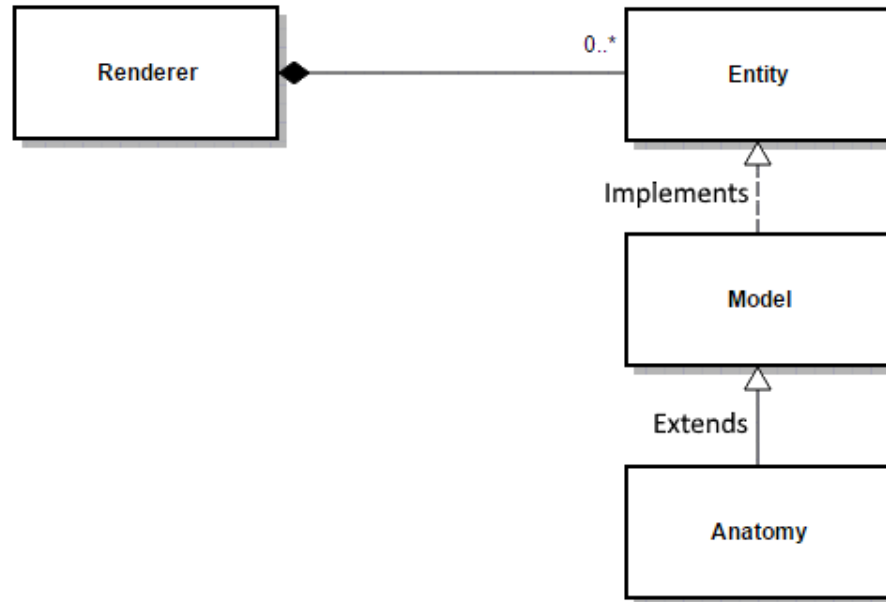 Renderer
0..*
Entity
Implements
Model
Extends
Anatomy